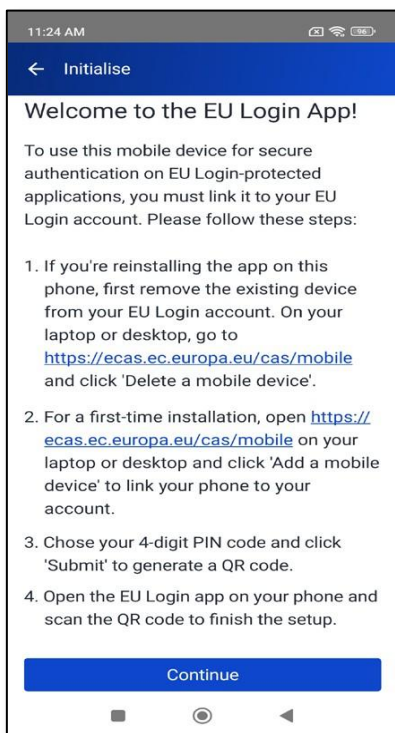 11:24 AM
96
Initialise
Welcome to the EU Login App!
To use this mobile device for secure
authentication on EU Login-protected
applications, you must link it to your EU
Login account. Please follow these steps:
1. If you're reinstalling the app on this
phone, first remove the existing device
from your EU Login account. On your
laptop or desktop, go to
https://ecas.ec.europa.eu/cas/mobile
and click 'Delete a mobile device'.
2. For a first-time installation, open https://
ecas.ec.europa.eu/cas/mobile on your
laptop or desktop and click 'Add a mobile
device' to link your phone to your
account.
3. Chose your 4-digit PIN code and click
'Submit' to generate a QR code.
4. Open the EU Login app on your phone and
scan the QR code to finish the setup.
Continue